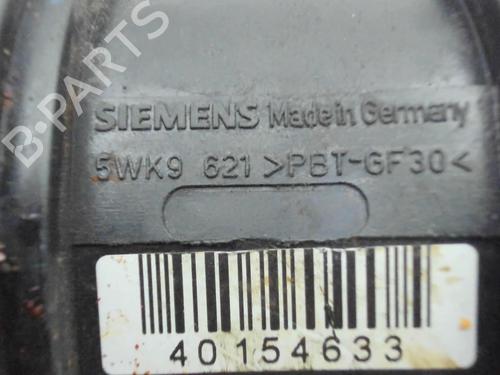 B-PARTS
SIEMENS Made in Germany
5WK9 621 >PBT-GF30<
40154633